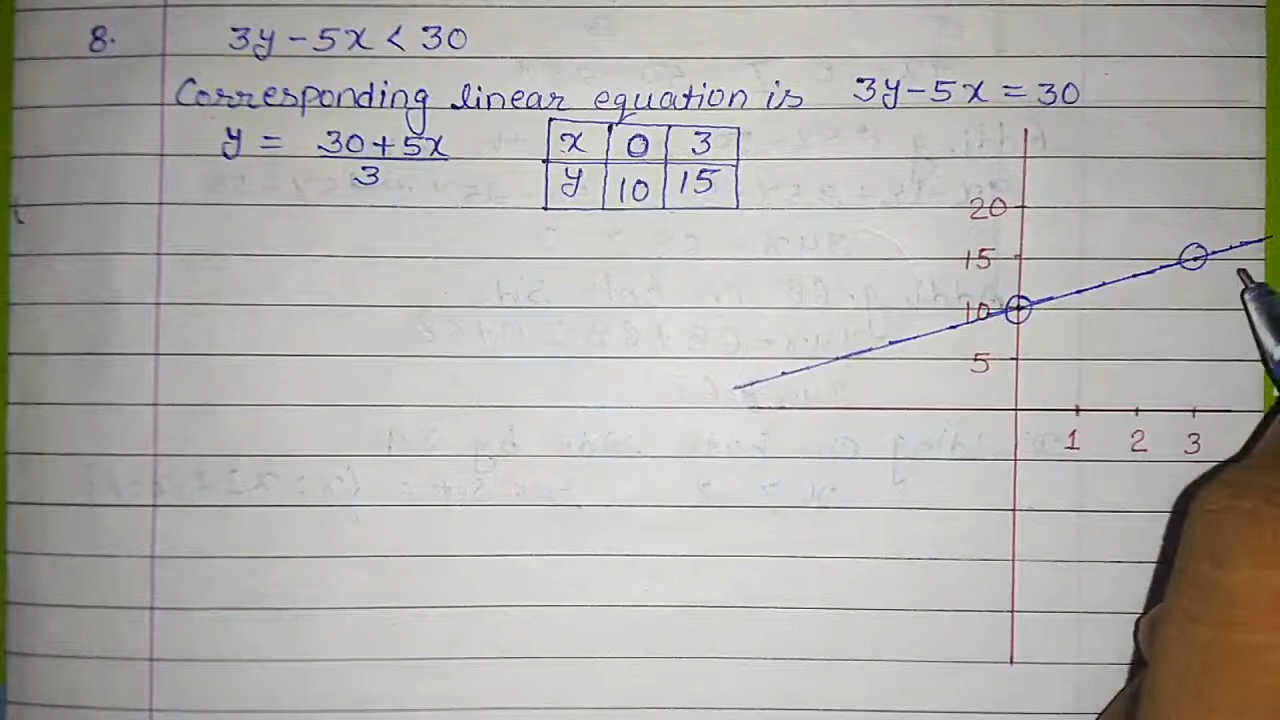 8. 3y - 5x < 30
Corresponding linear equation is 3y - 5x = 30
y = 30 + 5x / 3
x 0 3
y 10 15
20
15
10
5
1 2 3